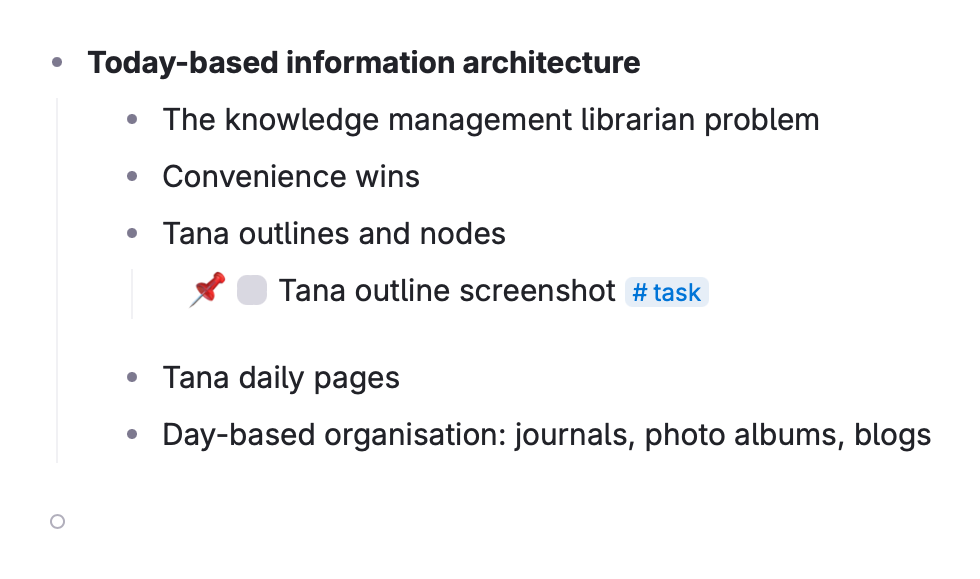 Today-based information architecture
The knowledge management librarian problem
Convenience wins
Tana outlines and nodes
Tana outline screenshot # task
Tana daily pages
Day-based organisation: journals, photo albums, blogs